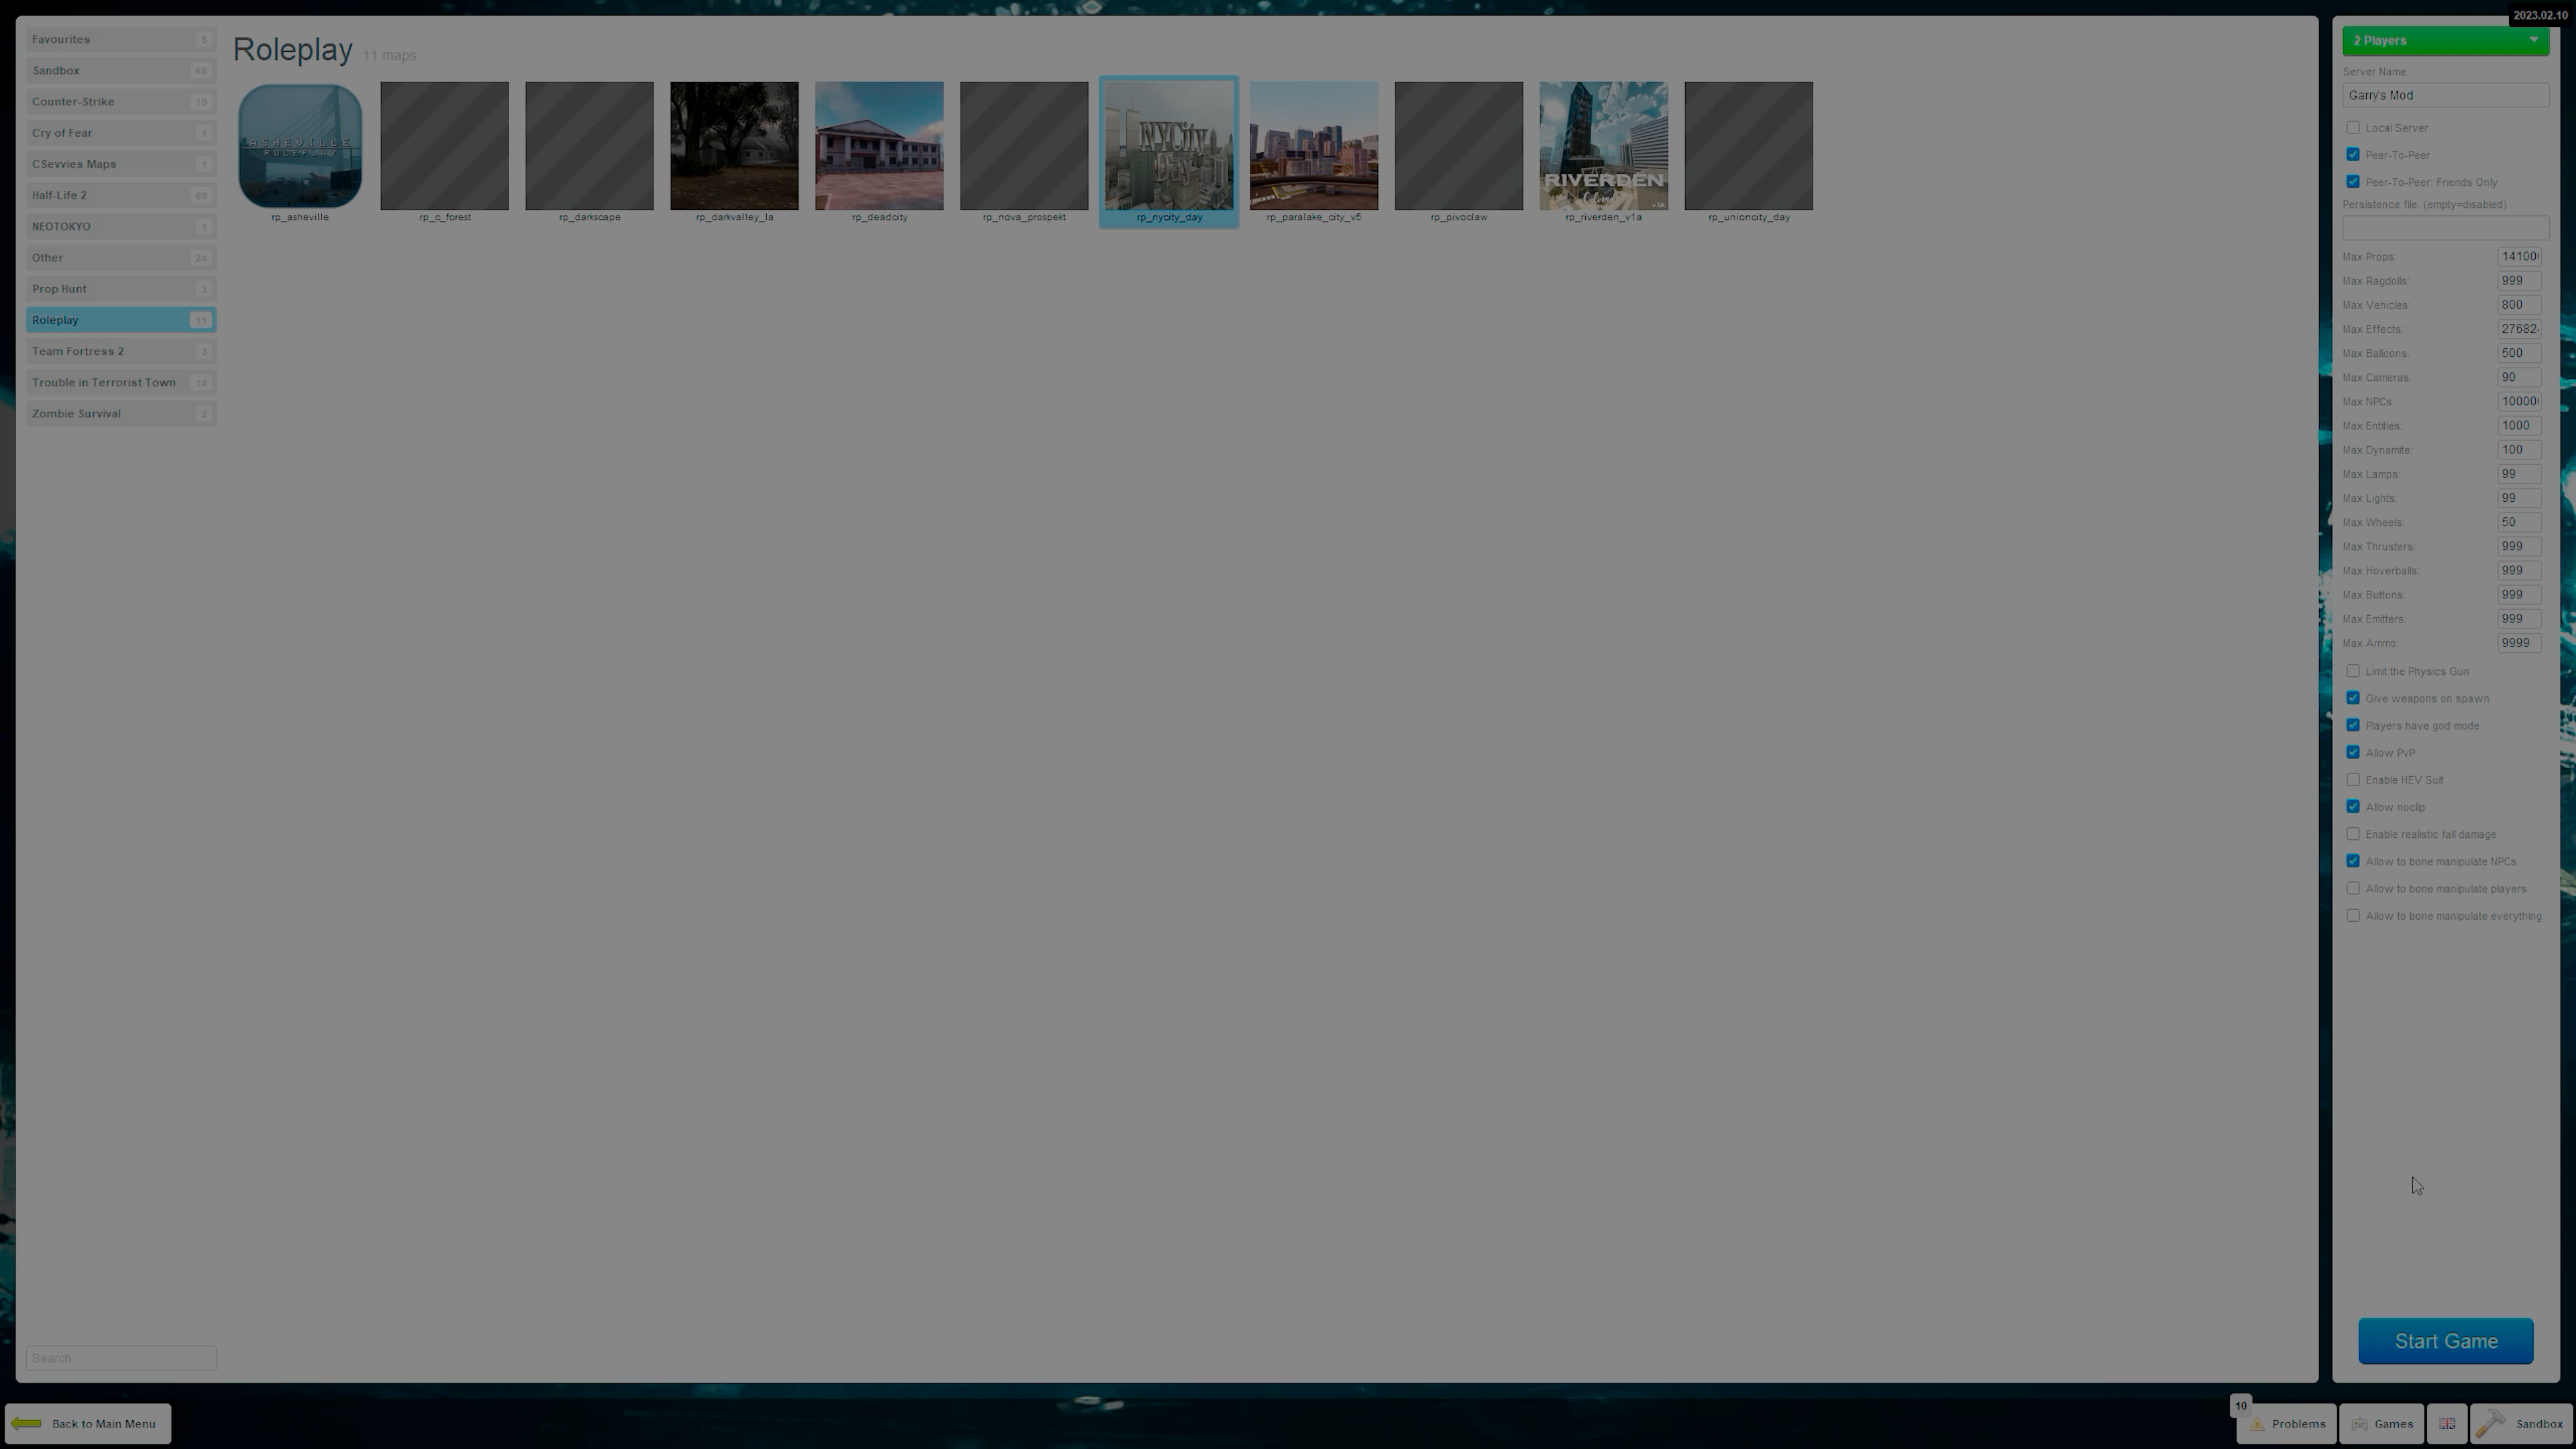 2023.02.10
Favourites 5
Sandbox 68
Counter-Strike 19
Cry of Fear 1
CSevvies Maps 1
Half-Life 2 69
NEOTOKYO 1
Other 24
Prop Hunt 3
Roleplay 11
Team Fortress 2 3
Trouble in Terrorist Town 14
Zombie Survival 2
Search
Roleplay 11 maps
ASHEVILLE
ROLEPLAY
NYCity
Day
RIVERDEN
rp_asheville
rp_c_forest
rp_darkscape
rp_darkvalley_1a
rp_deadcity
rp_nova_prospekt
rp_nycity_day
rp_paralake_city_v5
rp_pivoclaw
rp_riverden_v1a
rp_unioncity_day
2 Players
Server Name:
Garry's Mod
Local Server
Peer-To-Peer
Peer-To-Peer: Friends Only
Persistence file: (empty=disabled)
Max Props: 14100
Max Ragdolls: 999
Max Vehicles: 800
Max Effects: 27682
Max Balloons: 500
Max Cameras: 90
Max NPCs: 10000
Max Entities: 1000
Max Dynamite: 100
Max Lamps: 99
Max Lights: 99
Max Wheels: 50
Max Thrusters: 999
Max Hoverballs: 999
Max Buttons: 999
Max Emitters: 999
Max Ammo: 9999
Limit the Physics Gun
Give weapons on spawn
Players have god mode
Allow PvP
Enable HEV Suit
Allow noclip
Enable realistic fall damage
Allow to bone manipulate NPCs
Allow to bone manipulate players
Allow to bone manipulate everything
Start Game
Back to Main Menu
10
Problems
Games
Sandbox